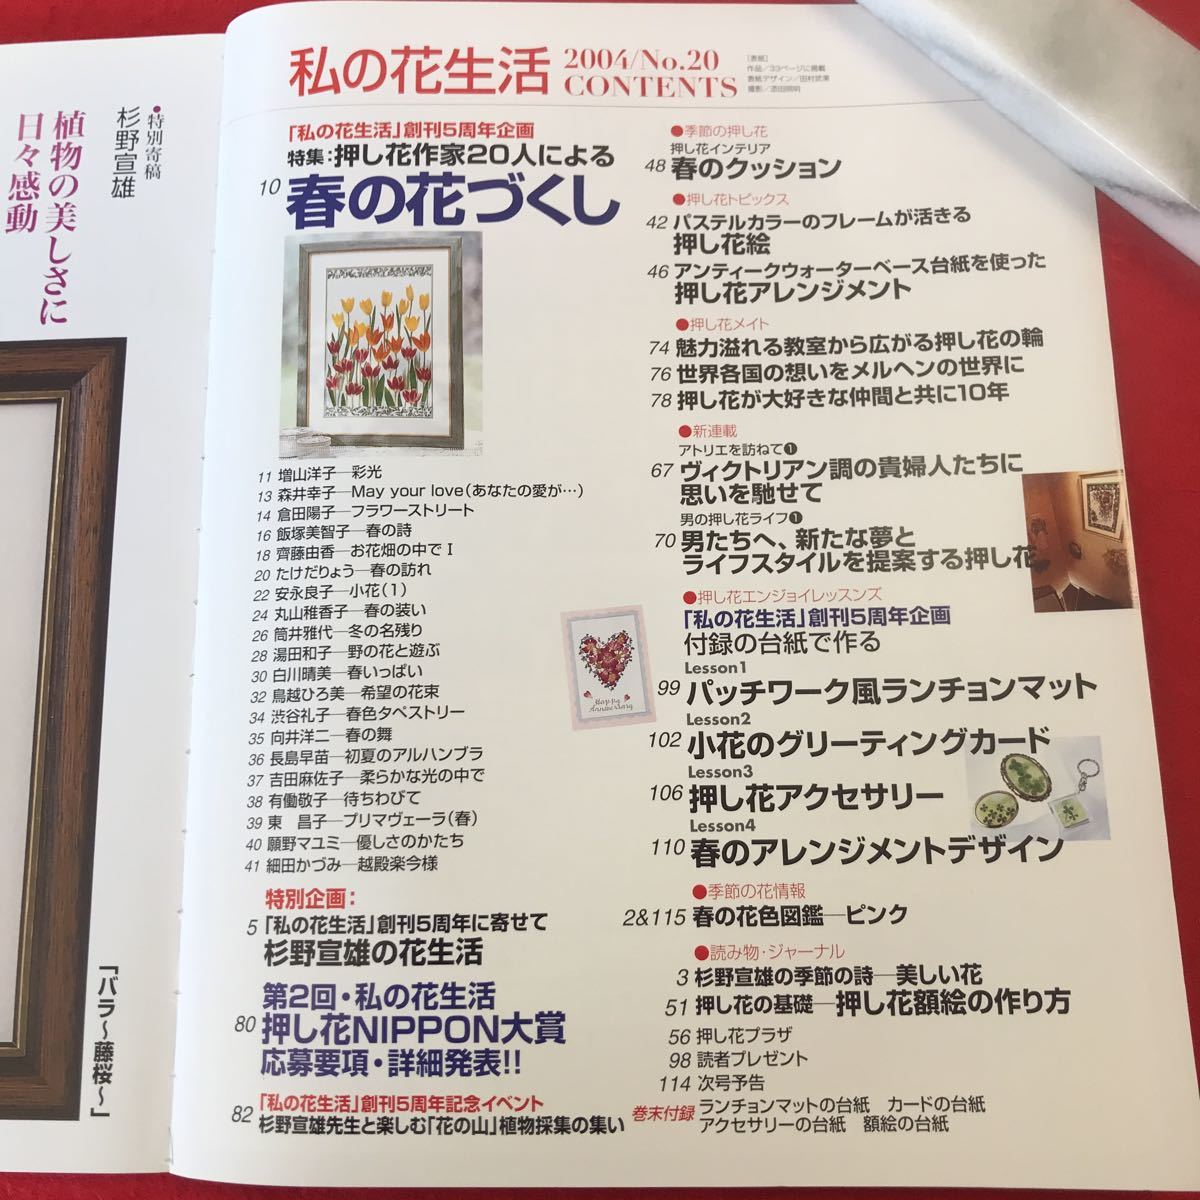 •特別寄稿
杉野宣雄
植物の美しさに
日々感動
「バラ〜藤桜〜」
私の花生活 2004/No.20
CONTENTS
[表紙]
作品/33ページに掲載
撮影/添田明明
「私の花生活」創刊5周年企画
特集:押し花作家20人による
10 春の花づくし
11 増山洋子─彩光
13 森井幸子─May your love(あなたの愛が…)
14 倉田陽子─フラワーストリート
16 飯塚美智子─春の詩
18 齊藤由香─お花畑の中でⅠ
20 たけだりょう─春の訪れ
22 安永良子─小花(1)
24 丸山稚香子─春の装い
26 筒井雅代─冬の名残り
28 湯田和子─野の花と遊ぶ
30 白川晴美─春いっぱい
32 鳥越ひろ美─希望の花束
34 渋谷礼子─春色タペストリー
35 向井洋二─春の舞
36 長島早苗─初夏のアルハンブラ
37 吉田麻佐子─柔らかな光の中で
38 有働敬子─待ちわびて
39 東 昌子─プリマヴェーラ(春)
40 願野マユミ─優しさのかたち
41 細田かづみ─越殿楽今様
特別企画:
5 「私の花生活」創刊5周年に寄せて
杉野宣雄の花生活
第2回・私の花生活
80 押し花NIPPON大賞
応募要項・詳細発表!!
「私の花生活」創刊5周年記念イベント
82 杉野宣雄先生と楽しむ「花の山」植物採集の集い
●季節の押し花
押し花インテリア
48 春のクッション
●押し花トピックス
42 パステルカラーのフレームが活きる
押し花絵
46 アンティークウォーターベース台紙を使った
押し花アレンジメント
●押し花メイト
74 魅力溢れる教室から広がる押し花の輪
76 世界各国の想いをメルヘンの世界に
78 押し花が大好きな仲間と共に10年
●新連載
アトリエを訪ねて❶
67 ヴィクトリアン調の貴婦人たちに
思いを馳せて
男の押し花ライフ❶
70 男たちへ、新たな夢と
ライフスタイルを提案する押し花
●押し花エンジョイレッスンズ
「私の花生活」創刊5周年企画
付録の台紙で作る
Lesson1
99 パッチワーク風ランチョンマット
Lesson2
102 小花のグリーティングカード
Lesson3
106 押し花アクセサリー
Lesson4
110 春のアレンジメントデザイン
Happy Anniversary
●季節の花情報
2&115 春の花色図鑑─ピンク
●読み物・ジャーナル
3 杉野宣雄の季節の詩─美しい花
51 押し花の基礎─押し花額絵の作り方
56 押し花プラザ
98 読者プレゼント
114 次号予告
巻末付録 ランチョンマットの台紙 カードの台紙
アクセサリーの台紙 額絵の台紙